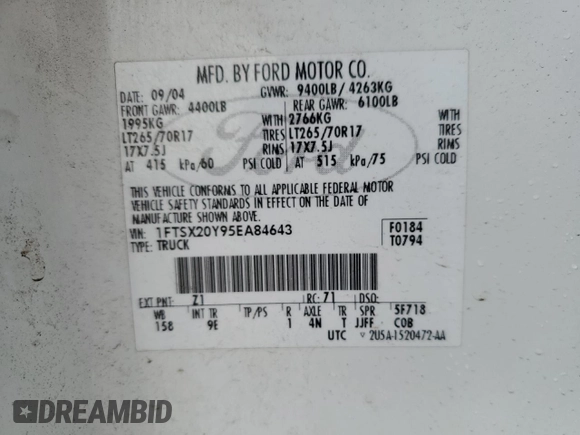 MFD. BY FORD MOTOR CO.
DATE: 09/04 GVWR: 9400LB/ 4263KG
FRONT GAWR: 4400LB REAR GAWR: 6100LB
1995KG WITH 2766KG WITH
LT265/70R17 TIRES LT265/70R17 TIRES
17X7.5J RIMS 17X7.5J RIMS
AT 415 kPa/60 PSI COLD AT 515 kPa/75 PSI COLD
Ford
THIS VEHICLE CONFORMS TO ALL APPLICABLE FEDERAL MOTOR
VEHICLE SAFETY STANDARDS IN EFFECT ON THE DATE OF
MANUFACTURE SHOWN ABOVE.
VIN: 1FTSX20Y95EA84643 F0184
TYPE: TRUCK T0794
EXT PNT: Z1 RC: 71 DSO:
WB INT TR TP/PS R AXLE TR SPR 5F718
158 9E 1 4N T JJFF COB
UTC V 2U5A-1520472-AA
DREAMBID